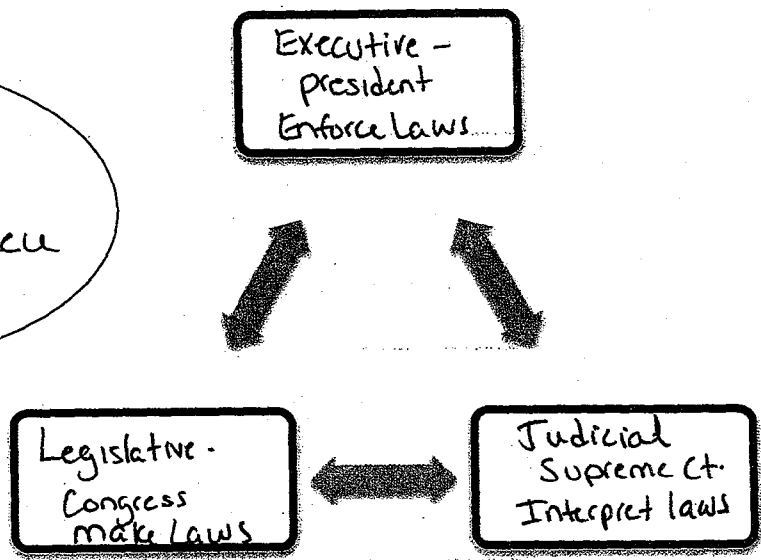 Executive -
president
Enforce Laws
Legislative -
Congress
make laws
Judicial
Supreme Ct.
Interpret laws